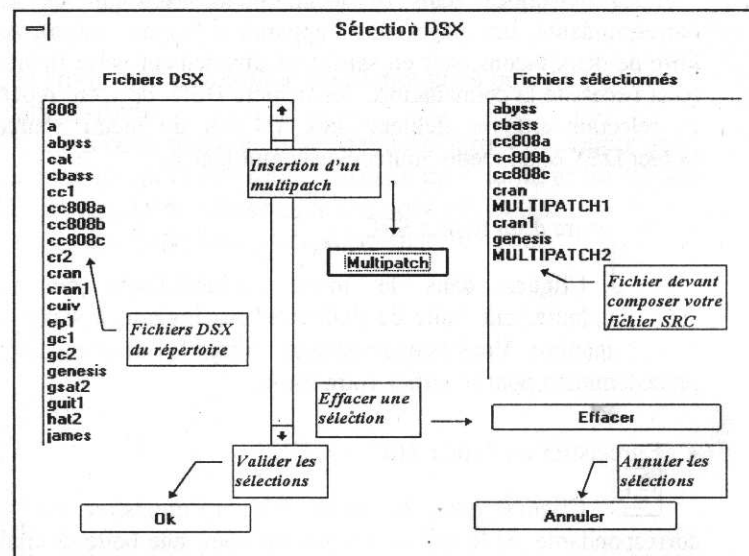 Sélection DSX
Fichiers DSX
808
a
abyss
cat
cbass
cc1
cc808a
cc808b
cc808c
cr2
cran
cran1
cuiv
ep1
gc1
gc2
genesis
gsat2
guit1
hat2
james
Insertion d'un
multipatch
Multipatch
Fichiers DSX
du répertoire
Fichiers sélectionnés
abyss
cbass
cc808a
cc808b
cc808c
cran
MULTIPATCH1
cran1
genesis
MULTIPATCH2
Fichier devant
composer votre
fichier SRC
Effacer une
sélection
Effacer
Valider les
sélections
Annuler les
sélections
Ok
Annuler